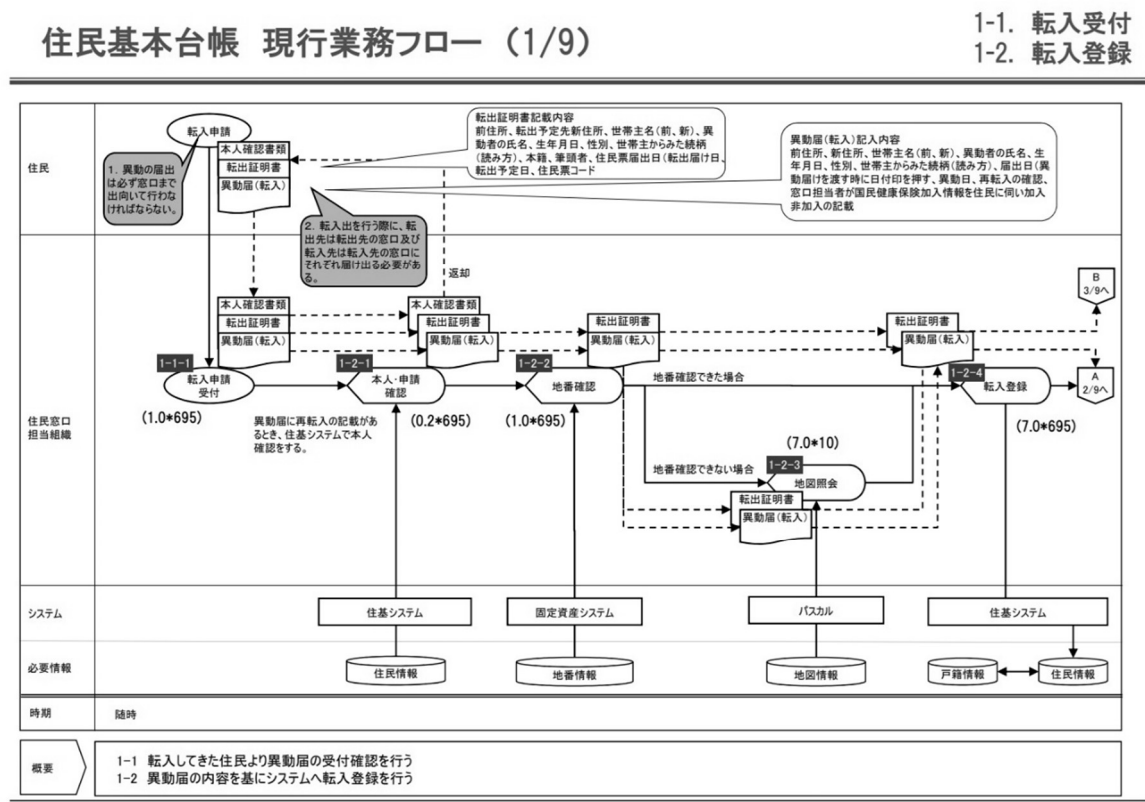 住民基本台帳 現行業務フロー (1/9)
1-1. 転入受付
1-2. 転入登録
住民
転入申請
本人確認書類
転出証明書
異動届(転入)
1. 異動の届出
は必ず窓口まで
出向いて行わな
ければならない。
転出証明書記載内容
前住所、転出予定先新住所、世帯主名(前、新)、異
動者の氏名、生年月日、性別、世帯主からみた続柄
(読み方)、本籍、筆頭者、住民票届出日(転出届け日、
転出予定日、住民票コード
異動届(転入)記入内容
前住所、新住所、世帯主名(前、新)、異動者の氏名、生
年月日、性別、世帯主からみた続柄(読み方)、届出日(異
動届けを渡す時に日付印を押す、異動日、再転入の確認、
窓口担当者が国民健康保険加入情報を住民に伺い加入
非加入の記載
2. 転入出を行う際に、転
出先は転出先の窓口及び
転入先は転入先の窓口に
それぞれ届け出る必要があ
る。
返却
住民窓口
担当組織
本人確認書類
転出証明書
異動届(転入)
本人確認書類
転出証明書
異動届(転入)
転出証明書
異動届(転入)
転出証明書
異動届(転入)
B
3/9へ
1-1-1
転入申請
受付
(1.0*695)
1-2-1
本人・申請
確認
(0.2*695)
異動届に再転入の記載があ
るとき、住基システムで本人
確認をする。
1-2-2
地番確認
(1.0*695)
地番確認できた場合
地番確認できない場合
(7.0*10)
1-2-3
地図照会
転出証明書
異動届(転入)
1-2-4
転入登録
(7.0*695)
A
2/9へ
システム
住基システム
固定資産システム
パスカル
住基システム
必要情報
住民情報
地番情報
地図情報
戸籍情報
住民情報
時期
随時
概要
1-1 転入してきた住民より異動届の受付確認を行う
1-2 異動届の内容を基にシステムへ転入登録を行う